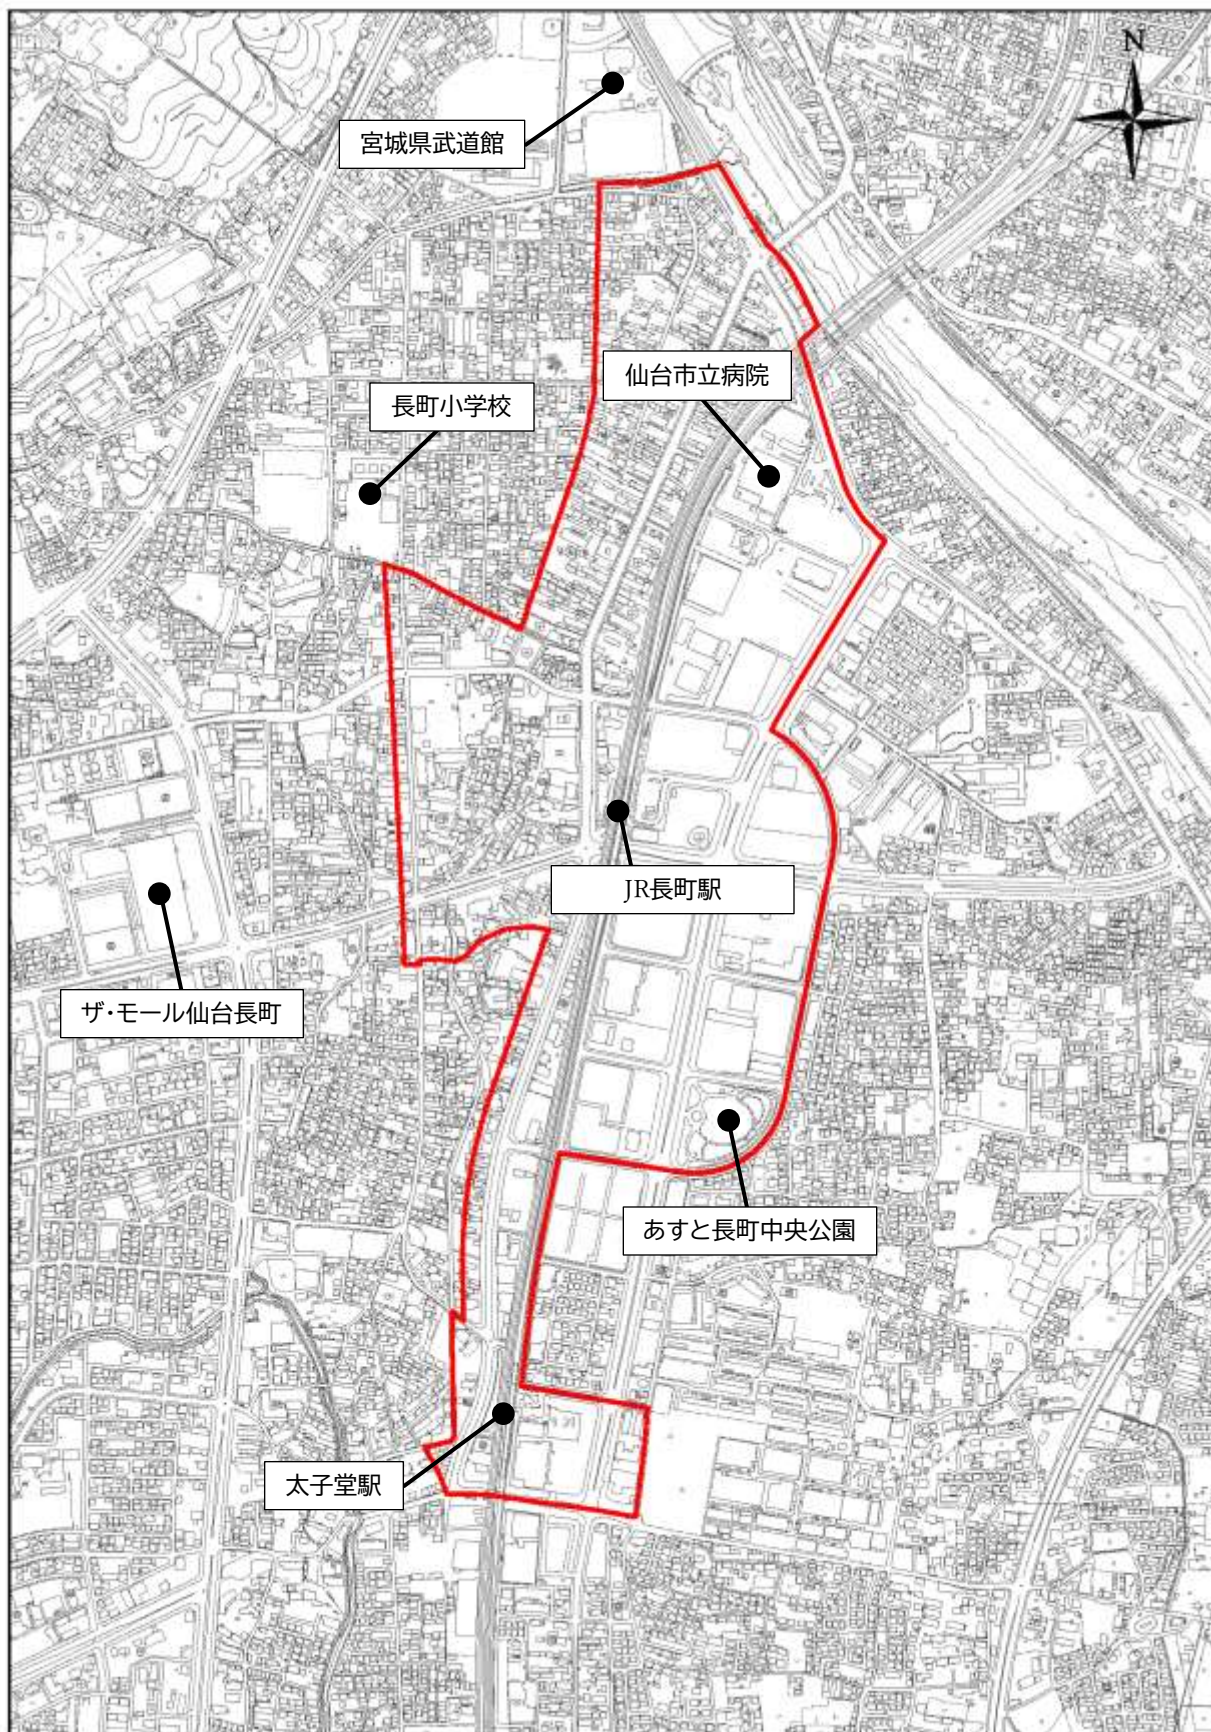 N
宮城県武道館
仙台市立病院
長町小学校
JR長町駅
ザ・モール仙台長町
あすと長町中央公園
太子堂駅